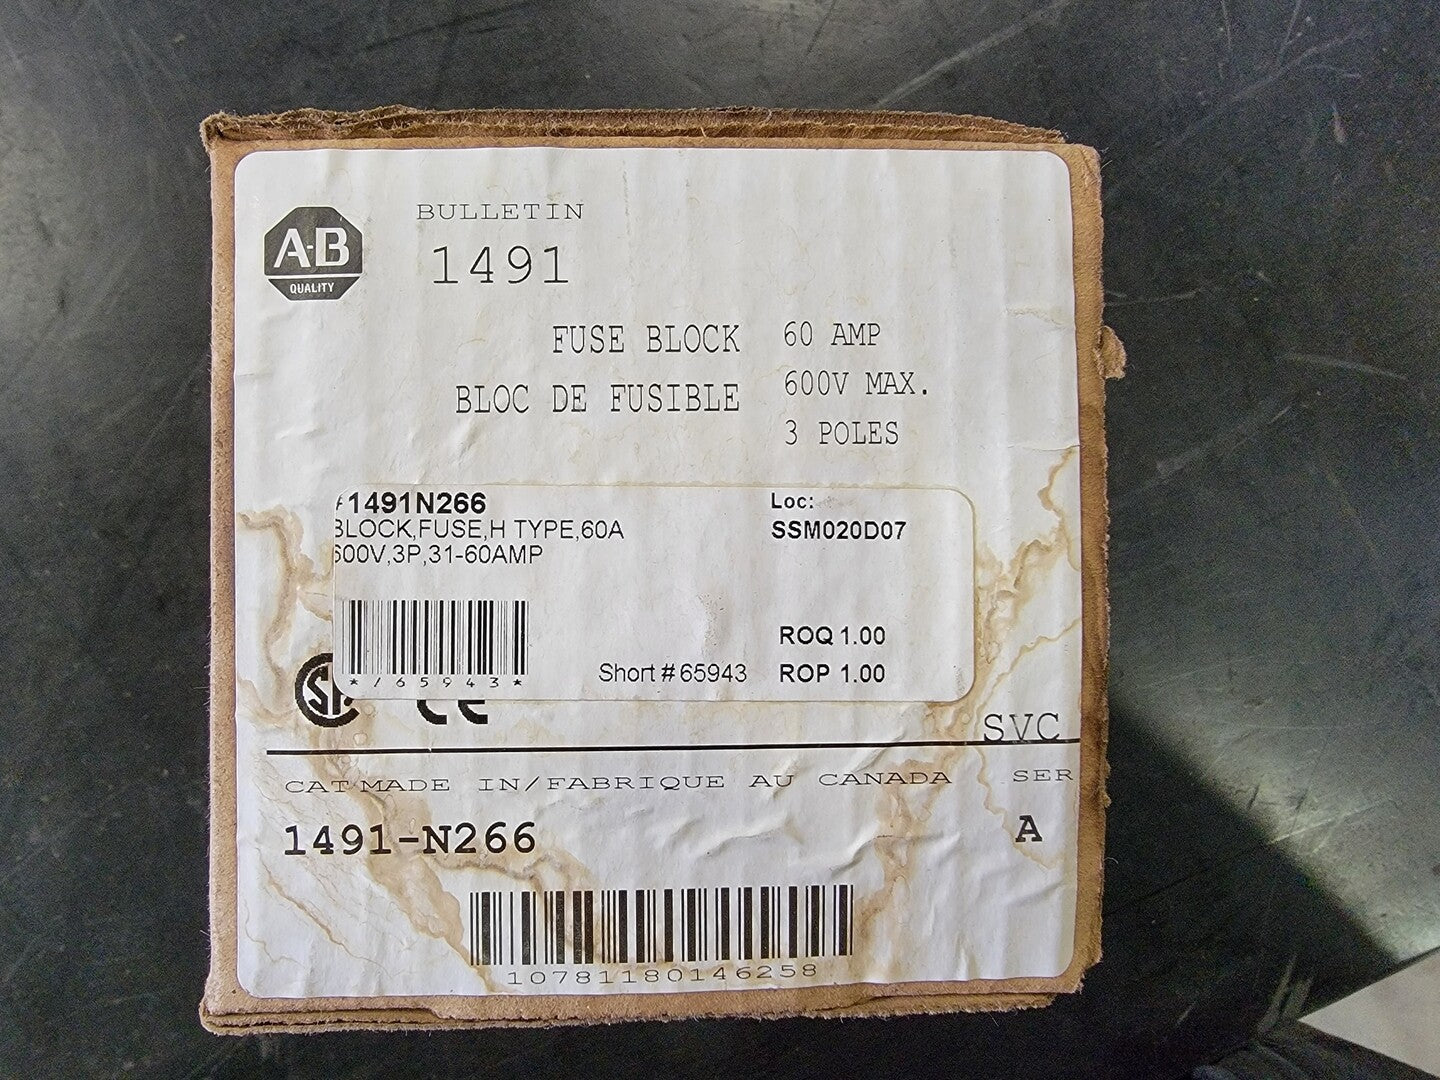 A-B
QUALITY
BULLETIN
1491
FUSE BLOCK
BLOC DE FUSIBLE
60 AMP
600V MAX.
3 POLES
1491N266
BLOCK,FUSE,H TYPE,60A
600V,3P,31-60AMP
Loc:
SSM020D07
ROQ 1.00
ROP 1.00
Short # 65943
SVC
CAT MADE IN/FABRIQUE AU CANADA
SER
1491-N266
A
10781180146258